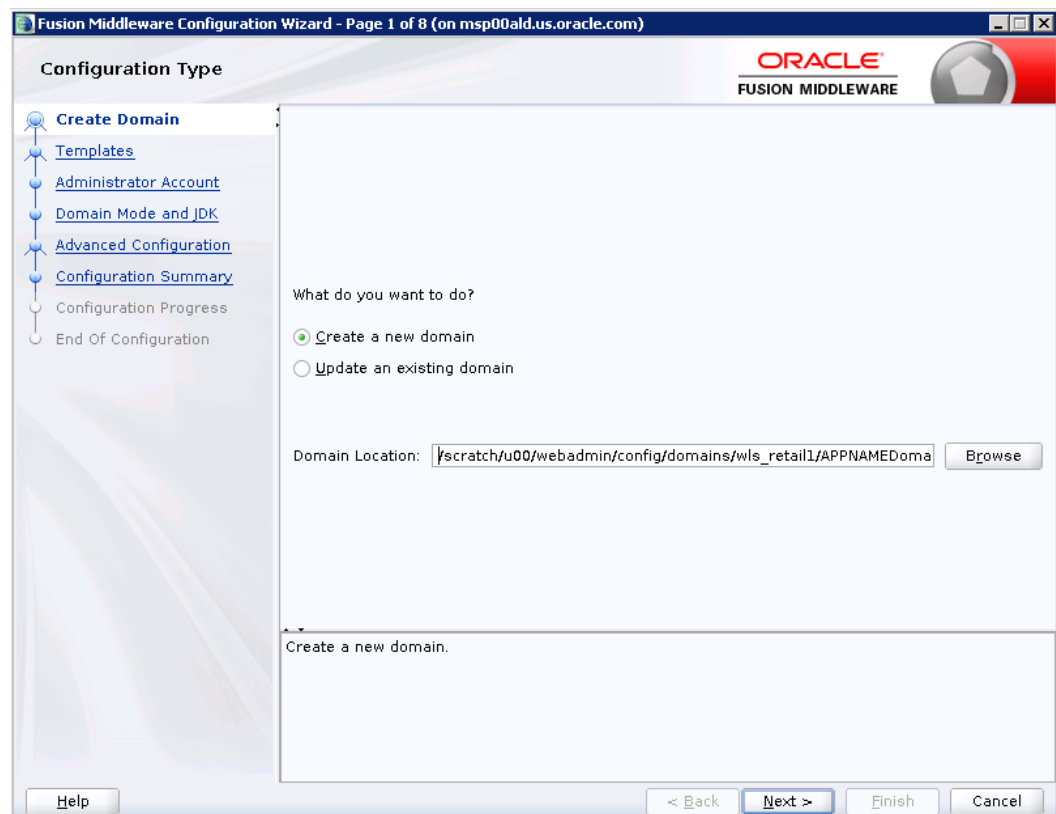 Fusion Middleware Configuration Wizard - Page 1 of 8 (on msp00ald.us.oracle.com)
Configuration Type
ORACLE
FUSION MIDDLEWARE
Create Domain
Templates
Administrator Account
Domain Mode and JDK
Advanced Configuration
Configuration Summary
Configuration Progress
End Of Configuration
What do you want to do?
Create a new domain
Update an existing domain
Domain Location: /scratch/u00/webadmin/config/domains/wls_retail1/APPNAMEDoma Browse
Create a new domain.
Help < Back Next > Finish Cancel